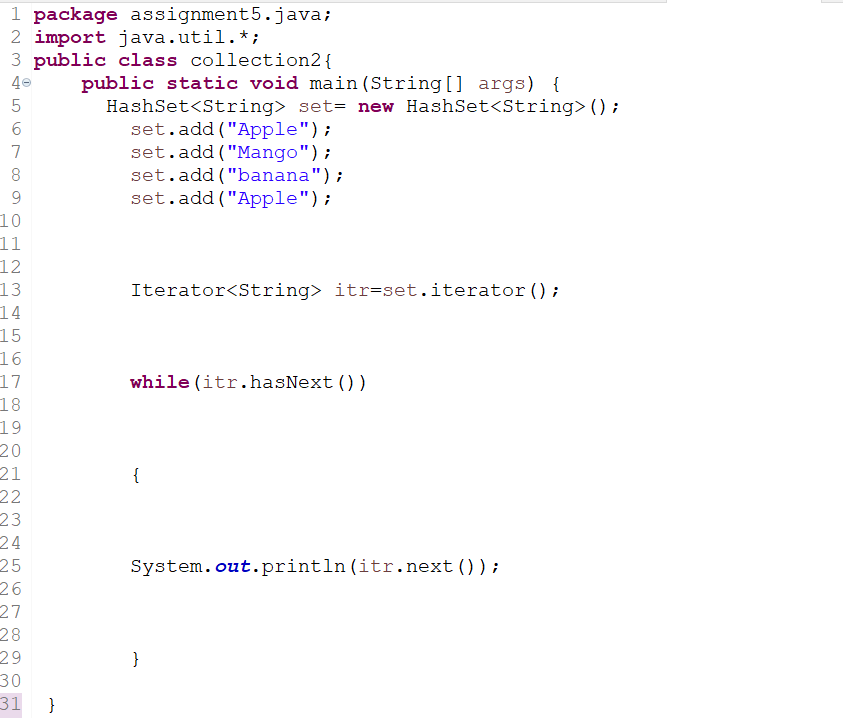 1 package assignment5.java;
2 import java.util.*;
3 public class collection2{
4 public static void main(String[] args) {
5 HashSet<String> set= new HashSet<String>();
6 set.add("Apple");
7 set.add("Mango");
8 set.add("banana");
9 set.add("Apple");
10
11
12
13 Iterator<String> itr=set.iterator();
14
15
16
17 while(itr.hasNext())
18
19
20
21 {
22
23
24
25 System.out.println(itr.next());
26
27
28
29 }
30
31 }